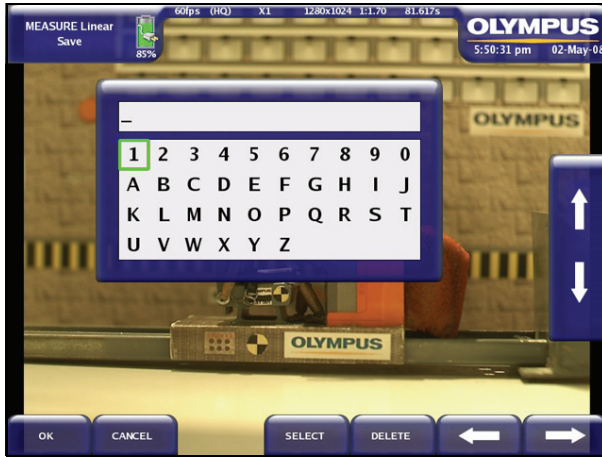 60fps (HQ) X1 1280x1024 1:1.70 81.617s
MEASURE Linear
Save
85%
OLYMPUS
5:50:31 pm 02-May-08
OLYMPUS
_
1 2 3 4 5 6 7 8 9 0
A B C D E F G H I J
K L M N O P Q R S T
U V W X Y Z
OLYMPUS
OK CANCEL SELECT DELETE